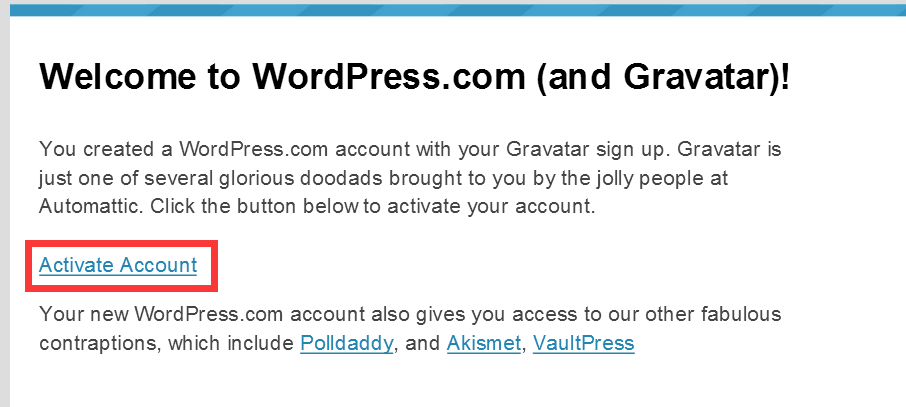 Welcome to WordPress.com (and Gravatar)!
You created a WordPress.com account with your Gravatar sign up. Gravatar is
just one of several glorious doodads brought to you by the jolly people at
Automattic. Click the button below to activate your account.
Activate Account
Your new WordPress.com account also gives you access to our other fabulous
contraptions, which include Polldaddy, and Akismet, VaultPress